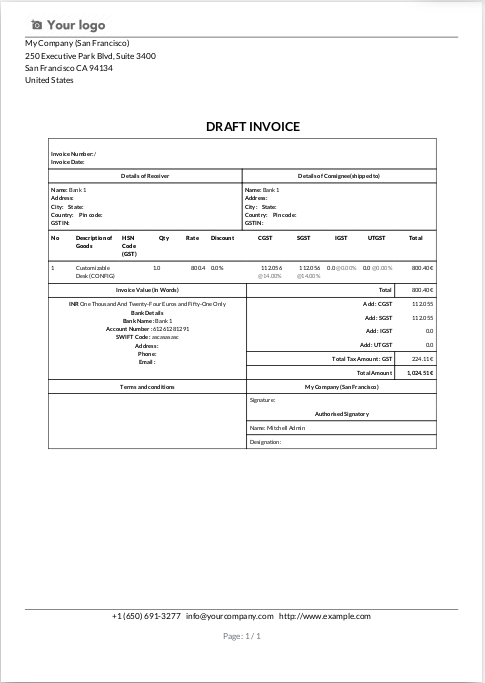 Your logo
My Company (San Francisco)
250 Executive Park Blvd, Suite 3400
San Francisco CA 94134
United States
DRAFT INVOICE
Invoice Number: /
Invoice Date:
Details of Receiver Details of Consignee(shipped to)
Name: Bank 1 Name: Bank 1
Address: Address:
City: State: City: State:
Country: Pin code: Country: Pin code:
GSTIN: GSTIN:
No Description of Goods HSN Code (GST) Qty Rate Discount CGST SGST IGST UTGST Total
1 Customizable Desk (CONFIG) 1.0 800.4 0.0% 112.056 @14.00% 112.056 @14.00% 0.0 @0.00% 0.0 @0.00% 800.40 €
Invoice Value (In Words) Total 800.40 €
INR One Thousand And Twenty-Four Euros and Fifty-One Only Add: CGST 112.055
Bank Details
Bank Name: Bank 1 Add: SGST 112.055
Account Number : 61261281291
SWIFT Code : ascasascasc Add: IGST 0.0
Address: Add: UTGST 0.0
Phone:
Email : Total Tax Amount : GST 224.11 €
Total Amount 1,024.51 €
Terms and conditions My Company (San Francisco)
Signature:
Authorised Signatory
Name: Mitchell Admin
Designation:
+1 (650) 691-3277 info@yourcompany.com http://www.example.com
Page: 1 / 1